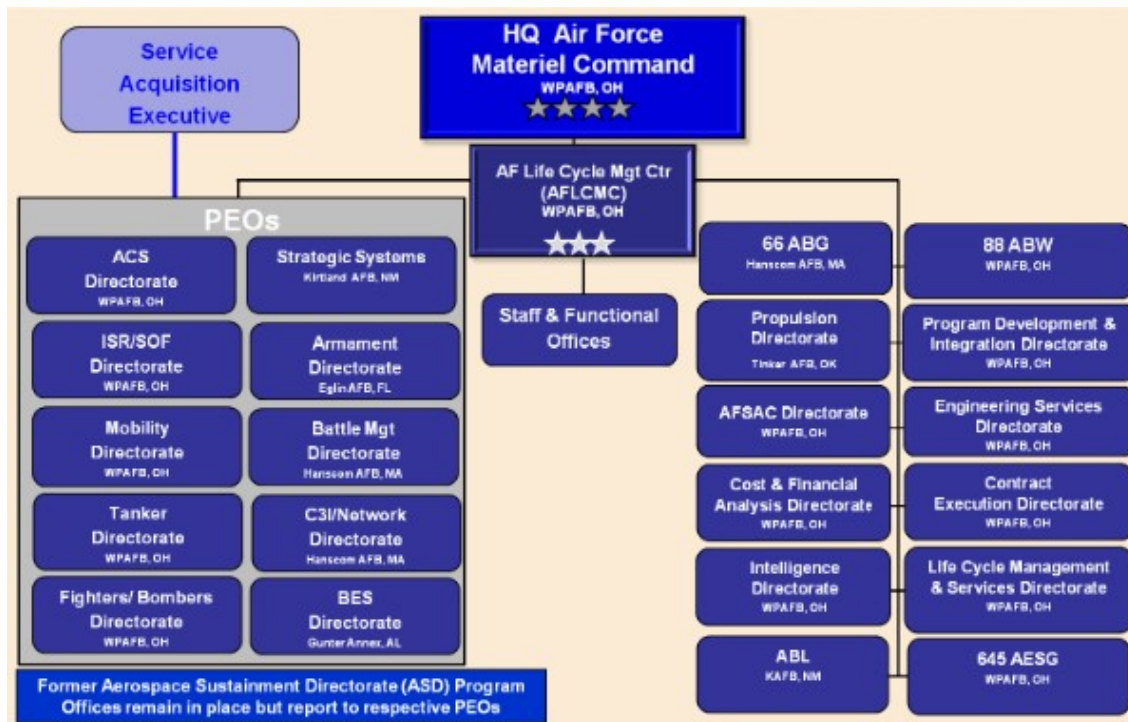 Service
Acquisition
Executive
HQ Air Force
Materiel Command
WPAFB, OH
AF Life Cycle Mgt Ctr
(AFLCMC)
WPAFB, OH
Staff & Functional
Offices
PEOs
ACS
Directorate
WPAFB, OH
Strategic Systems
Kirtland AFB, NM
ISR/SOF
Directorate
WPAFB, OH
Armament
Directorate
Eglin AFB, FL
Mobility
Directorate
WPAFB, OH
Battle Mgt
Directorate
Hanscom AFB, MA
Tanker
Directorate
WPAFB, OH
C3I/Network
Directorate
Hanscom AFB, MA
Fighters/ Bombers
Directorate
WPAFB, OH
BES
Directorate
Gunter Annex, AL
Former Aerospace Sustainment Directorate (ASD) Program
Offices remain in place but report to respective PEOs
66 ABG
Hanscom AFB, MA
88 ABW
WPAFB, OH
Propulsion
Directorate
Tinker AFB, OK
Program Development &
Integration Directorate
WPAFB, OH
AFSAC Directorate
WPAFB, OH
Engineering Services
Directorate
WPAFB, OH
Cost & Financial
Analysis Directorate
WPAFB, OH
Contract
Execution Directorate
WPAFB, OH
Intelligence
Directorate
WPAFB, OH
Life Cycle Management
& Services Directorate
WPAFB, OH
ABL
KAFB, NM
645 AESG
WPAFB, OH